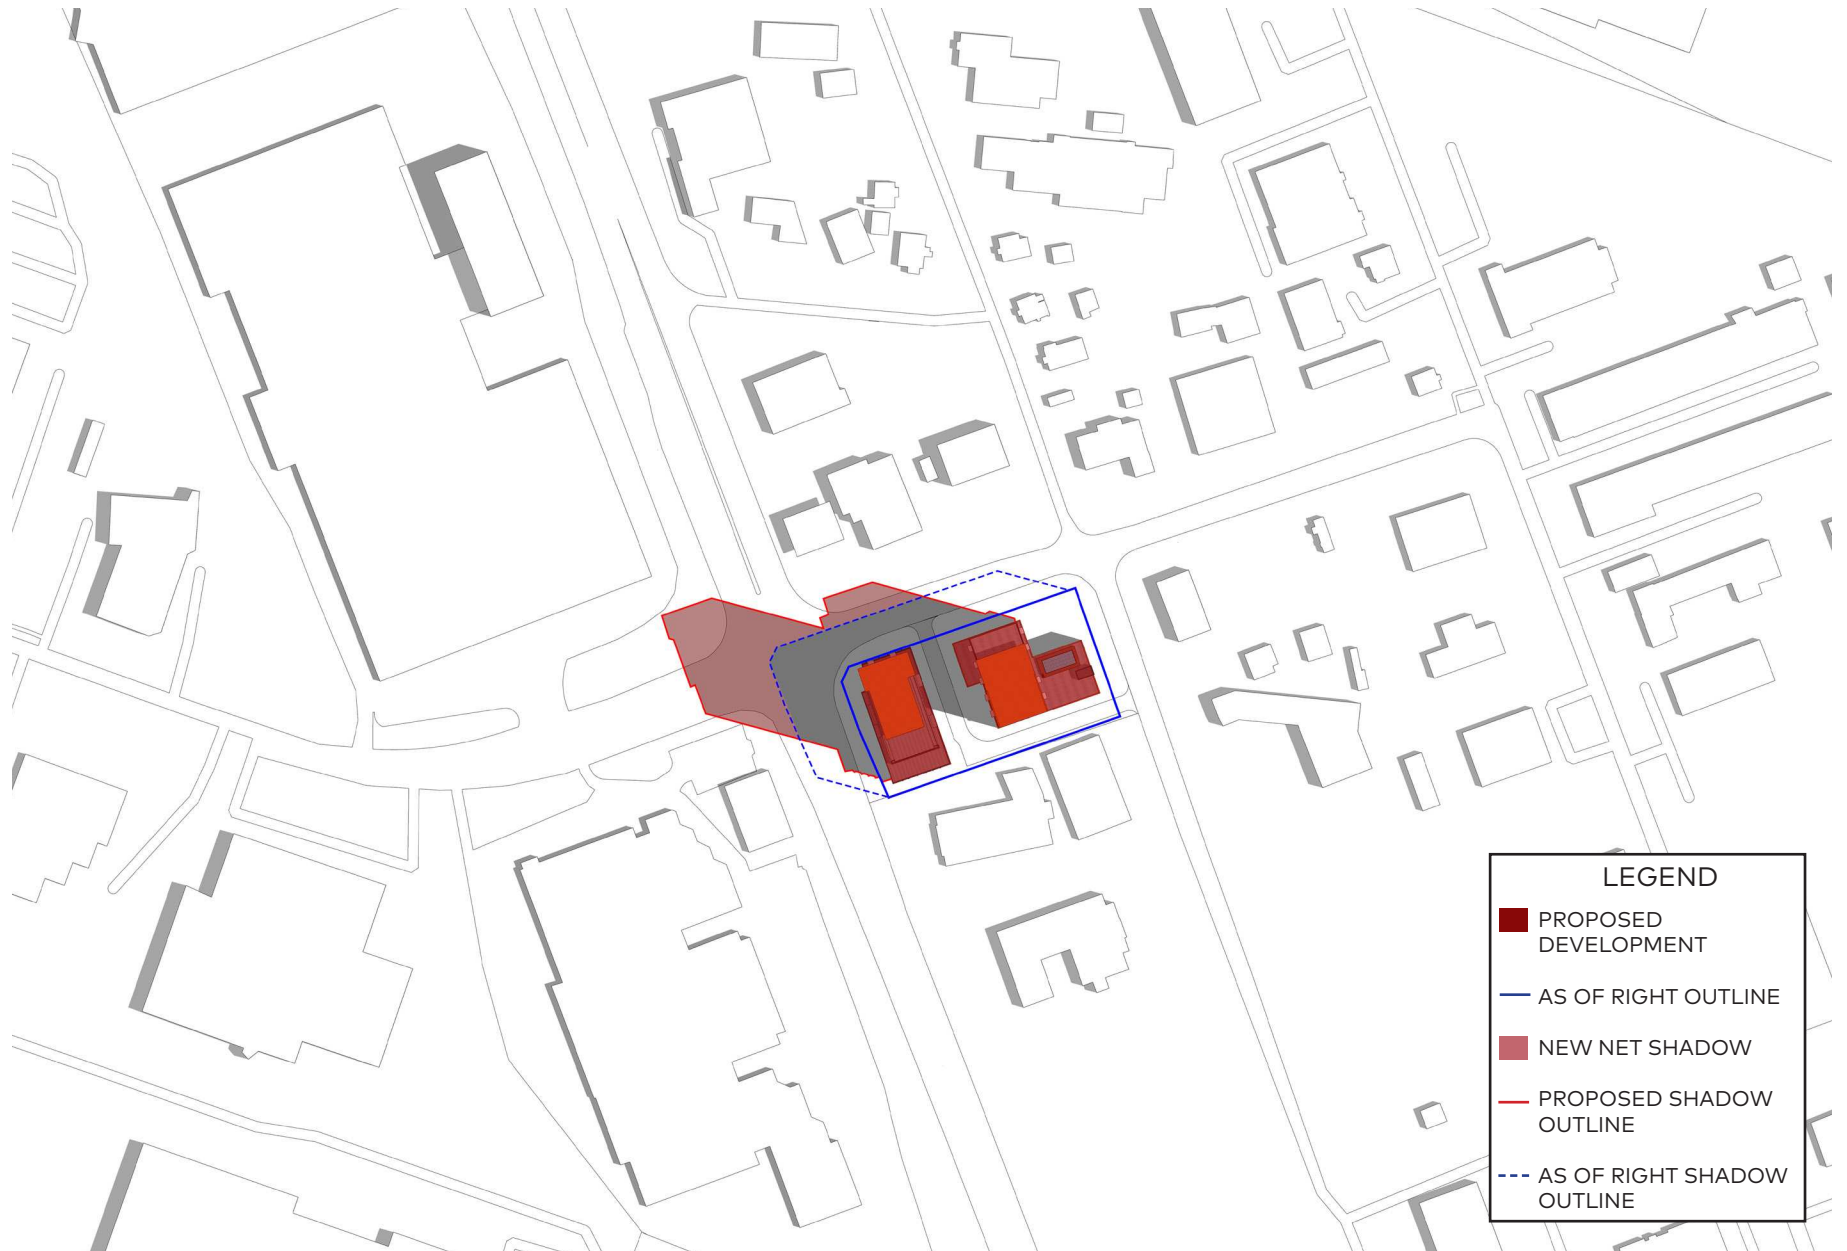 LEGEND
PROPOSED
DEVELOPMENT
AS OF RIGHT OUTLINE
NEW NET SHADOW
PROPOSED SHADOW
OUTLINE
AS OF RIGHT SHADOW
OUTLINE